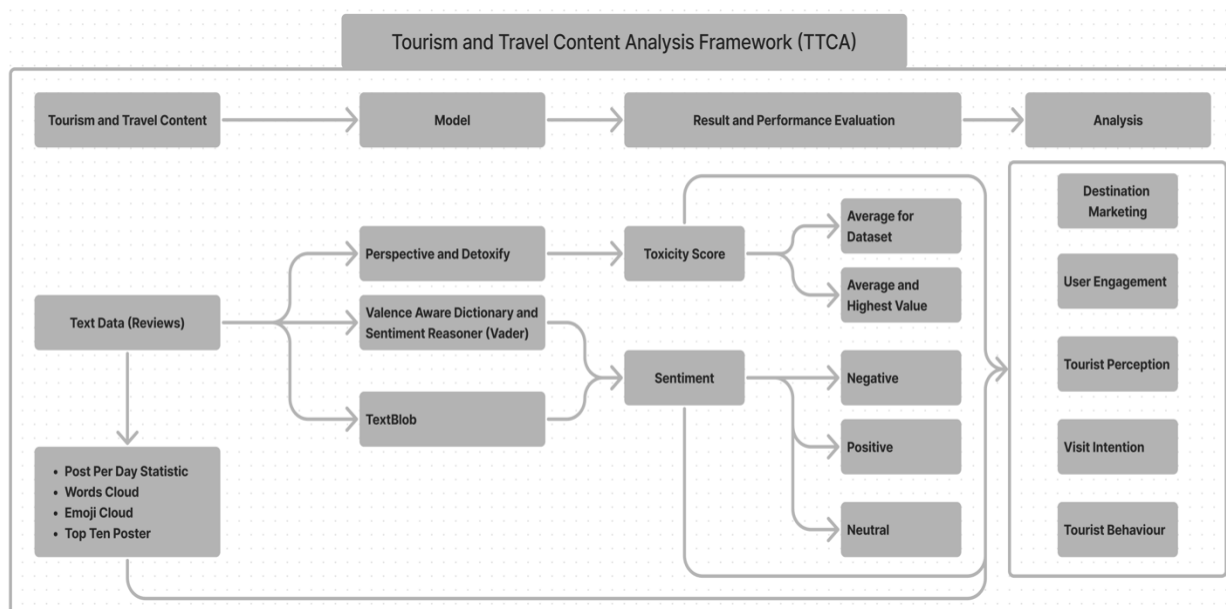 Tourism and Travel Content Analysis Framework (TTCA)
Tourism and Travel Content
Model
Result and Performance Evaluation
Analysis
Text Data (Reviews)
• Post Per Day Statistic
• Words Cloud
• Emoji Cloud
• Top Ten Poster
Perspective and Detoxify
Valence Aware Dictionary and
Sentiment Reasoner (Vader)
TextBlob
Toxicity Score
Sentiment
Average for
Dataset
Average and
Highest Value
Negative
Positive
Neutral
Destination
Marketing
User Engagement
Tourist Perception
Visit Intention
Tourist Behaviour